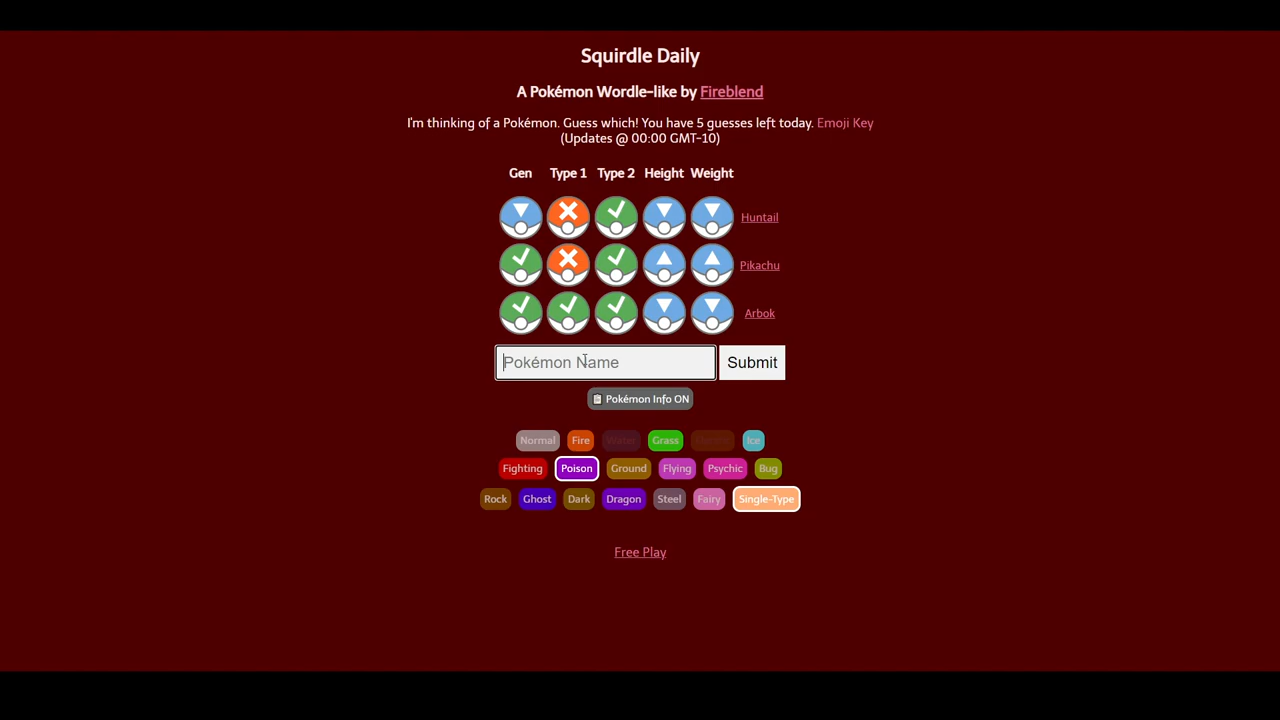 Squirdle Daily
A Pokémon Wordle-like by Fireblend
I'm thinking of a Pokémon. Guess which! You have 5 guesses left today. Emoji Key
(Updates @ 00:00 GMT-10)
Gen Type 1 Type 2 Height Weight
Huntail
Pikachu
Arbok
Pokémon Name Submit
📋 Pokémon Info ON
Normal Fire Water Grass Electric Ice
Fighting Poison Ground Flying Psychic Bug
Rock Ghost Dark Dragon Steel Fairy Single-Type
Free Play